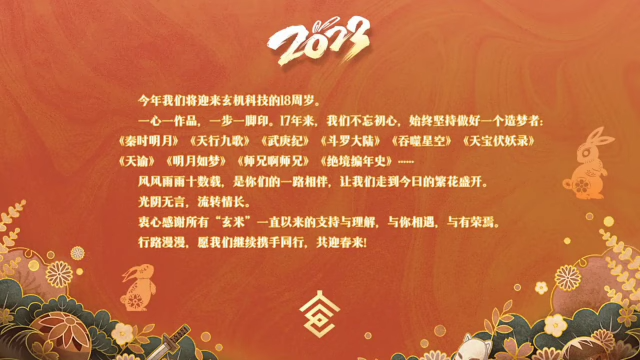 2023
今年我们将迎来玄机科技的18周岁。
一心一作品，一步一脚印。17年来，我们不忘初心，始终坚持做好一个造梦者：
《秦时明月》《天行九歌》《武庚纪》《斗罗大陆》《吞噬星空》《天宝伏妖录》
《天谕》《明月如梦》《师兄啊师兄》《绝境编年史》……
风风雨雨十数载，是你们的一路相伴，让我们走到今日的繁花盛开。
光阴无言，流转情长。
衷心感谢所有“玄米”一直以来的支持与理解，与你相遇，与有荣焉。
行路漫漫，愿我们继续携手同行，共迎春来!